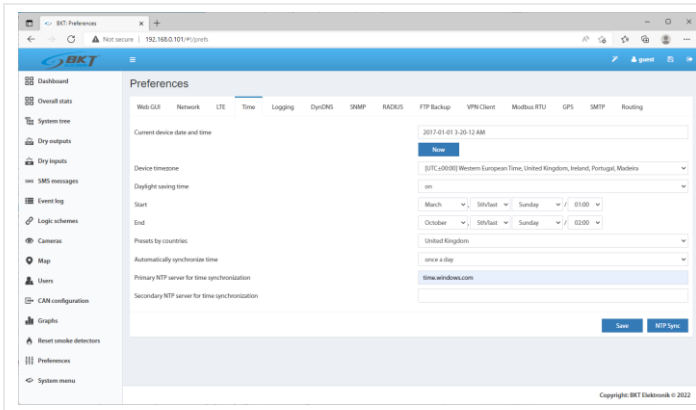 BKT: Preferences
Not secure | 192.168.0.101/#!/prefs
BKT
guest
Dashboard
Overall stats
System tree
Dry outputs
Dry inputs
SMS messages
Event log
Logic schemes
Cameras
Map
Users
CAN configuration
Graphs
Reset smoke detectors
Preferences
System menu
Preferences
Web GUI Network LTE Time Logging DynDNS SNMP RADIUS FTP Backup VPN Client Modbus RTU GPS SMTP Routing
Current device date and time 2017-01-01 3-20-12 AM
Now
Device timezone [UTC±00:00] Western European Time, United Kingdom, Ireland, Portugal, Madeira
Daylight saving time on
Start March , 5th/last Sunday / 01:00
End October , 5th/last Sunday / 02:00
Presets by countries United Kingdom
Automatically synchronize time once a day
Primary NTP server for time synchronization time.windows.com
Secondary NTP server for time synchronization
Save NTP Sync
Copyright: BKT Elektronik © 2022